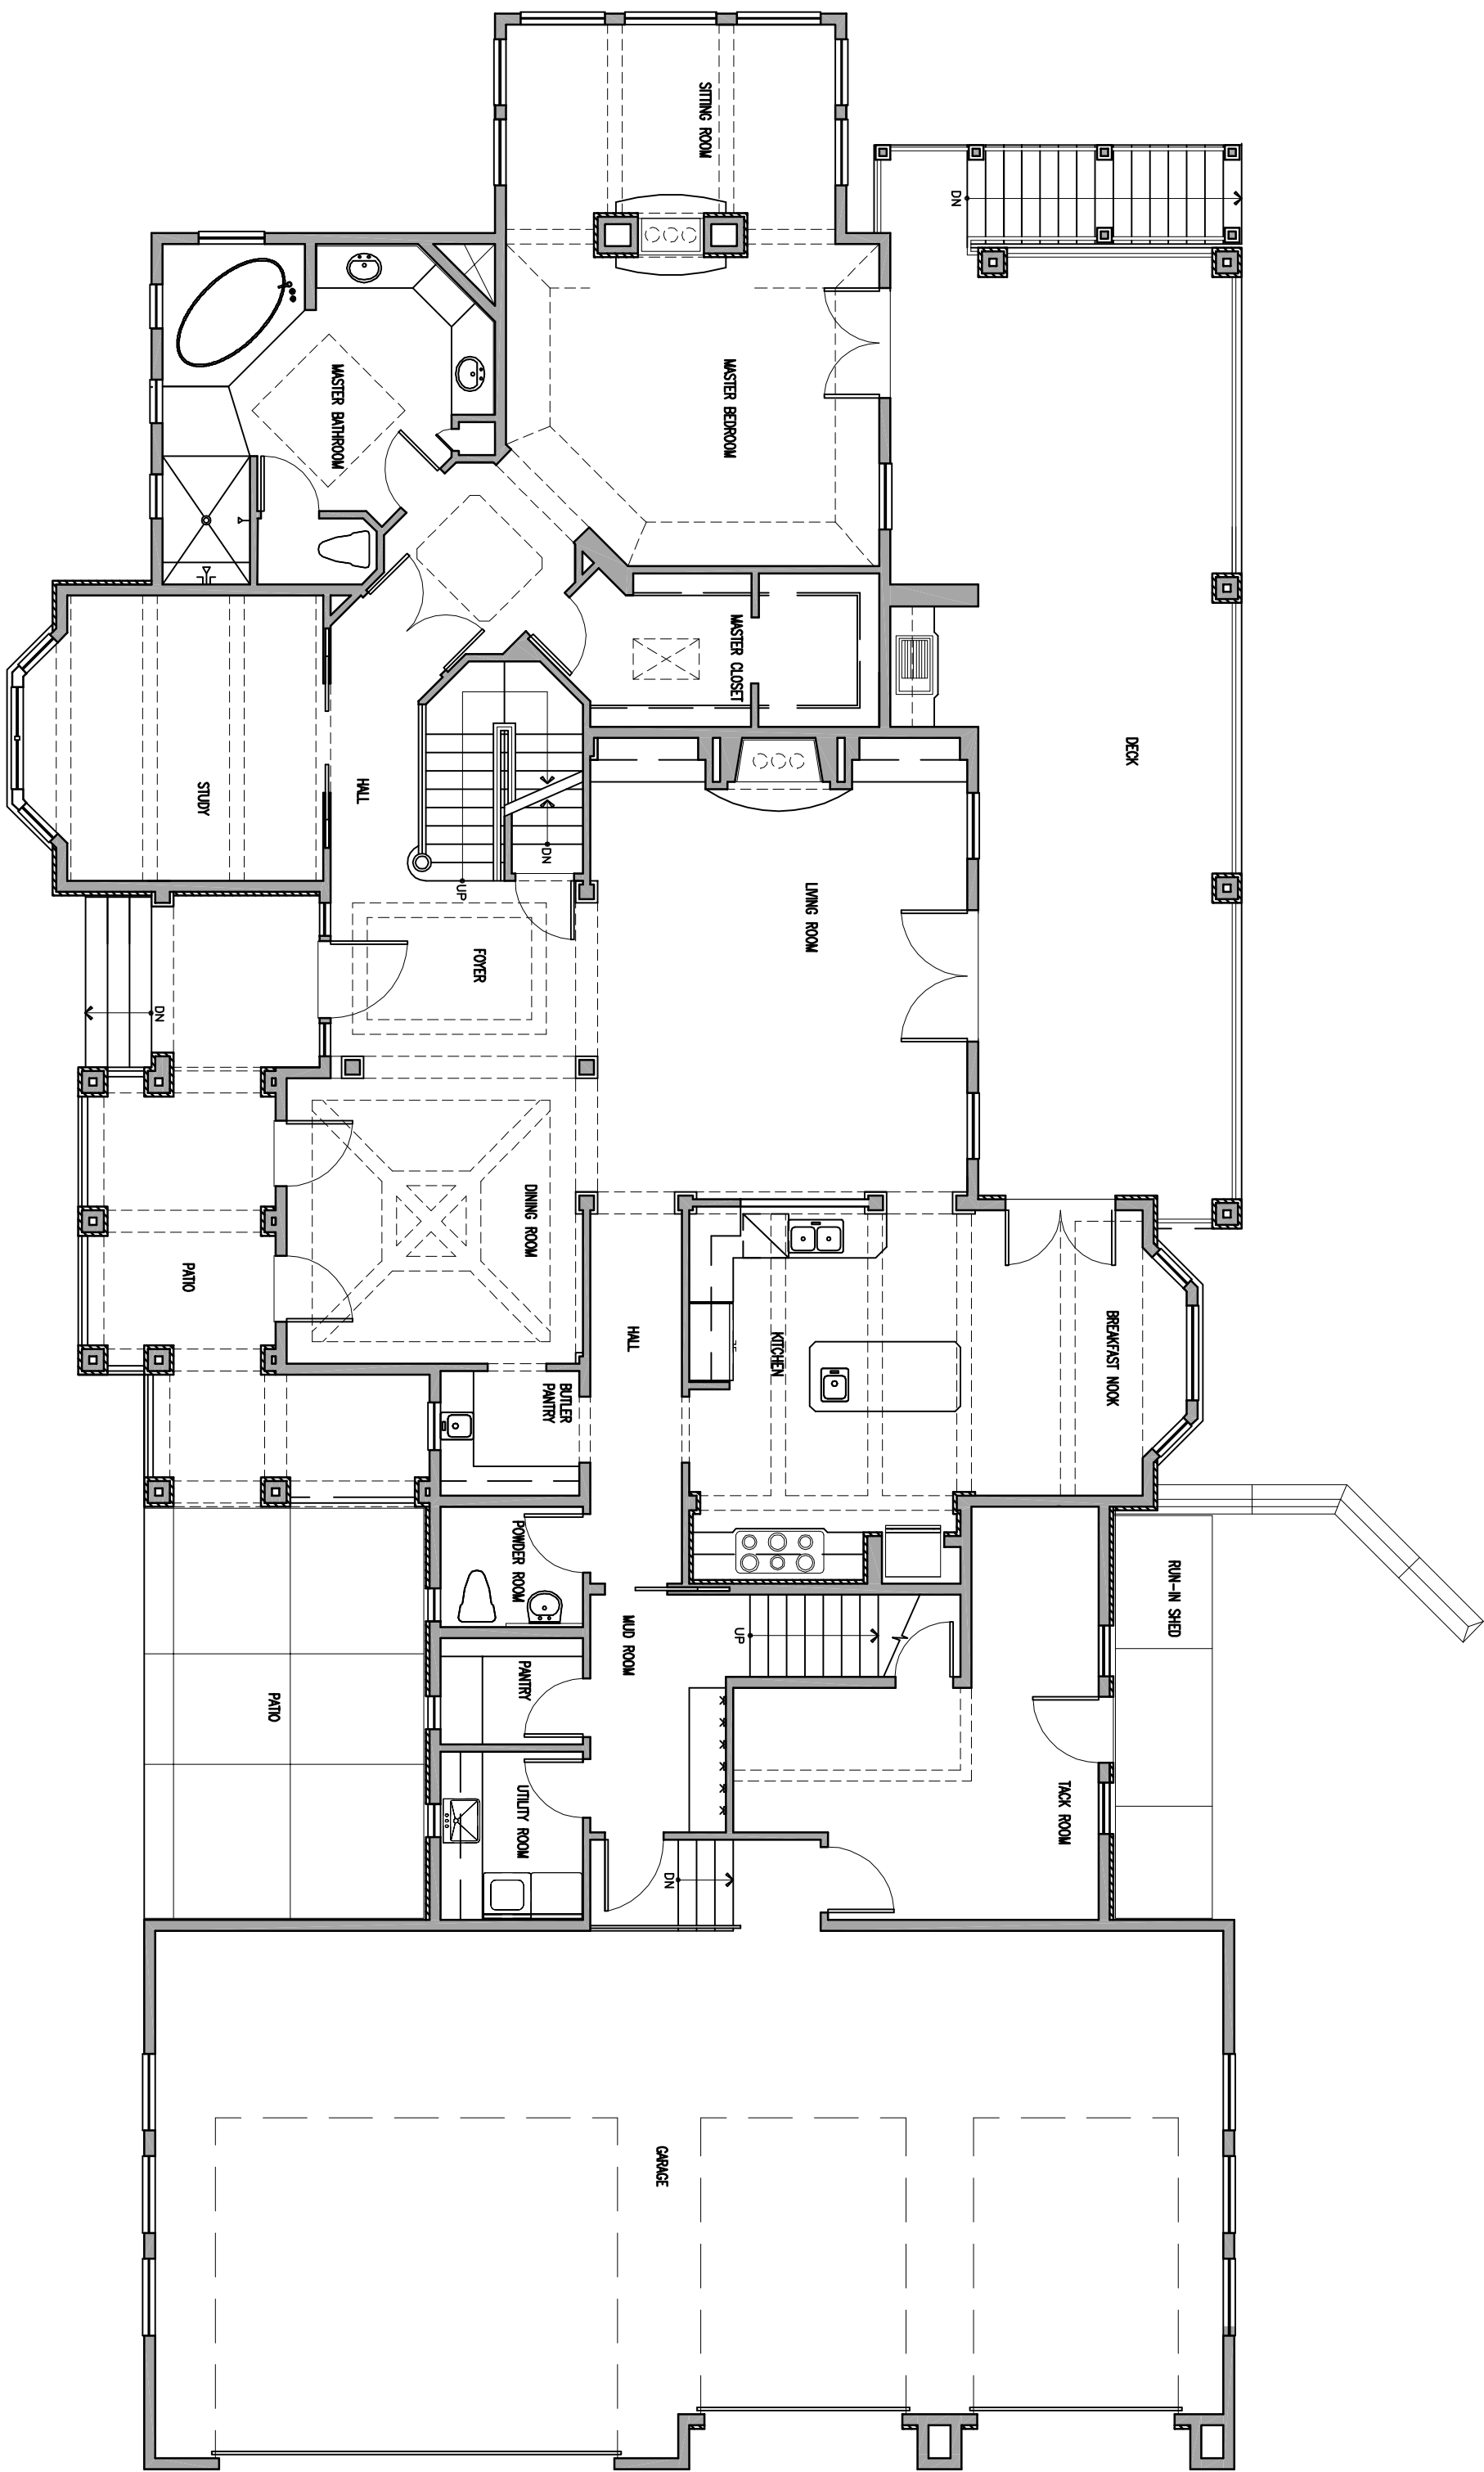 SITTING ROOM
DN
MASTER BEDROOM
MASTER BATHROOM
MASTER CLOSET
DECK
HALL
STUDY
DN
UP
LIVING ROOM
FOYER
DN
DINING ROOM
PATIO
BREAKFAST NOOK
KITCHEN
HALL
BUTLER
PANTRY
POWDER ROOM
RUN-IN SHED
MUD ROOM
UP
PANTRY
PATIO
TACK ROOM
UTILITY ROOM
DN
GARAGE